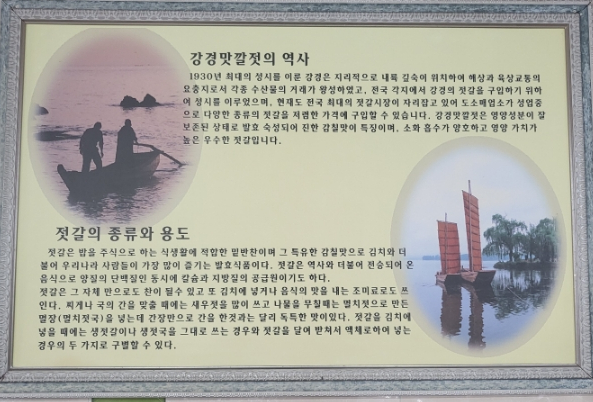 강경맛깔젓의 역사
1930년 최대의 성시를 이룬 강경은 지리적으로 내륙 깊숙이 위치하여 해상과 육상교통의
요충지로서 각종 수산물의 거래가 왕성하였고, 전국 각지에서 강경의 젓갈을 구입하기 위하
여 성시를 이루었으며, 현재도 전국 최대의 젓갈시장이 자리잡고 있어 도소매업소가 성업중
으로 다양한 종류의 젓갈을 저렴한 가격에 구입할 수 있습니다. 강경맛깔젓은 영양성분이 잘
보존된 상태로 발효 숙성되어 진한 감칠맛이 특징이며, 소화 흡수가 양호하고 영양 가치가
높은 우수한 젓갈입니다.
젓갈의 종류와 용도
젓갈은 밥을 주식으로 하는 식생활에 적합한 밑반찬이며 그 특유한 감칠맛으로 김치와 더
불어 우리나라 사람들이 가장 많이 즐기는 발효식품이다. 젓갈은 역사와 더불어 전승되어 온
음식으로 양질의 단백질인 동시에 칼슘과 지방질의 공급원이기도 하다.
젓갈은 그 자체 만으로도 찬이 될수 있고 또 김치에 넣거나 음식의 맛을 내는 조미료로도 쓰
인다. 찌개나 국의 간을 맞출 때에는 새우젓을 많이 쓰고 나물을 무칠때는 멸치젓으로 만든
멸장(멸치젓국)을 넣는데 간장만으로 간을 한것과는 달리 독특한 맛이있다. 젓갈을 김치에
넣을 때에는 생젓갈이나 생젓국을 그대로 쓰는 경우와 젓갈을 달여 받쳐서 액체로하여 넣는
경우의 두 가지로 구별할 수 있다.